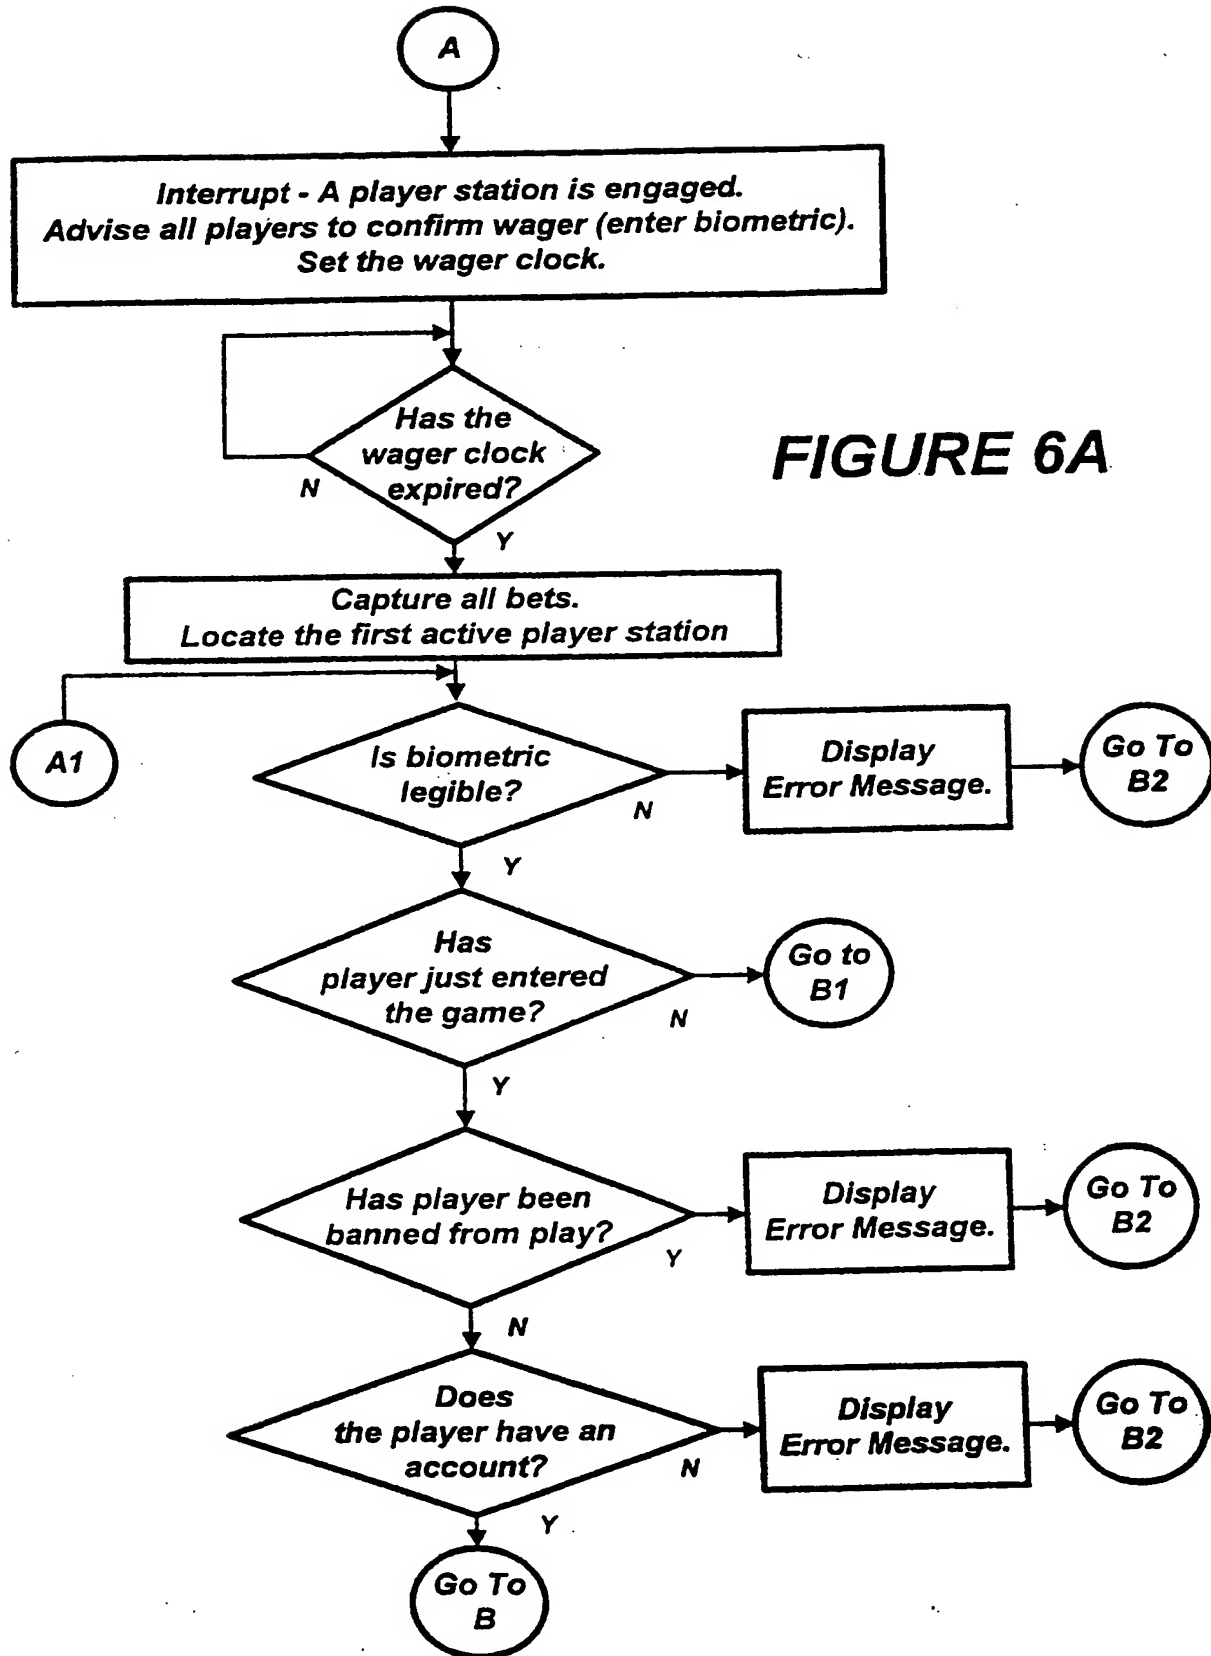 A
Interrupt - A player station is engaged.
Advise all players to confirm wager (enter biometric).
Set the wager clock.
Has the
wager clock
expired?
N
Y
FIGURE 6A
Capture all bets.
Locate the first active player station
A1
Is biometric
legible?
N
Y
Display
Error Message.
Go To
B2
Has
player just entered
the game?
N
Y
Go to
B1
Has player been
banned from play?
Y
N
Display
Error Message.
Go To
B2
Does
the player have an
account?
N
Y
Display
Error Message.
Go To
B2
Go To
B